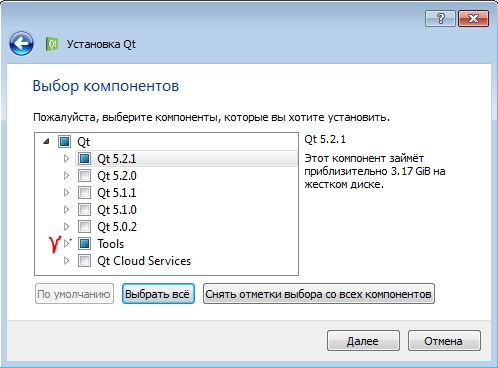 Установка Qt
Выбор компонентов
Пожалуйста, выберите компоненты, которые вы хотите установить.
Qt
Qt 5.2.1
Qt 5.2.0
Qt 5.1.1
Qt 5.1.0
Qt 5.0.2
Tools
Qt Cloud Services
Qt 5.2.1
Этот компонент займёт
приблизительно 3.17 GiB на
жестком диске.
По умолчанию
Выбрать всё
Снять отметки выбора со всех компонентов
Далее
Отмена